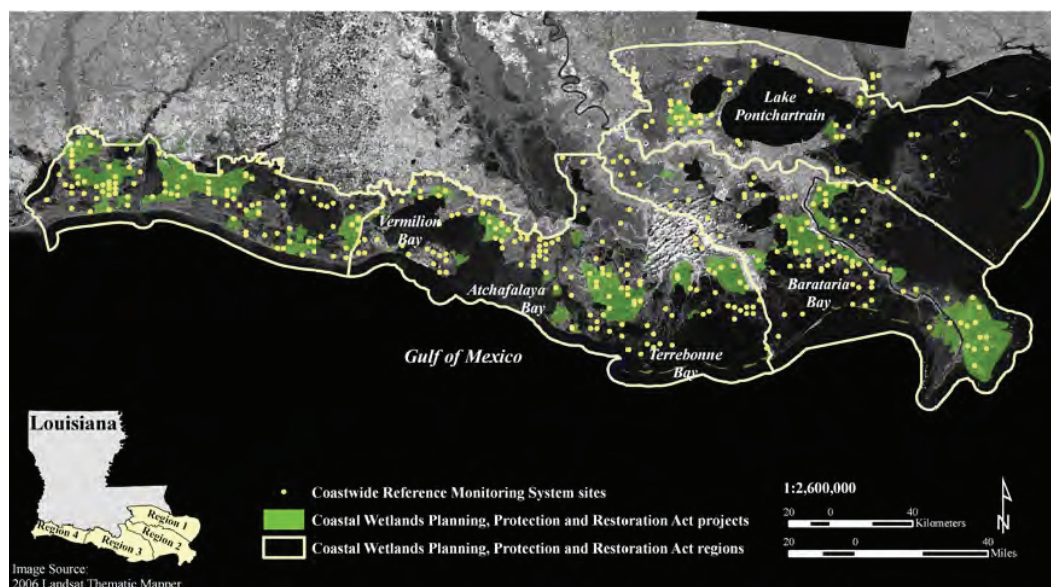 Lake
Pontchartrain
Vermilion
Bay
Atchafalaya
Bay
Barataria
Bay
Terrebonne
Bay
Gulf of Mexico
Louisiana
Region 1
Region 2
Region 3
Region 4
Coastwide Reference Monitoring System sites
Coastal Wetlands Planning, Protection and Restoration Act projects
Coastal Wetlands Planning, Protection and Restoration Act regions
1:2,600,000
20 0 20 40
Kilometers
20 0 20 40
Miles
N
Image Source:
2006 Landsat Thematic Mapper